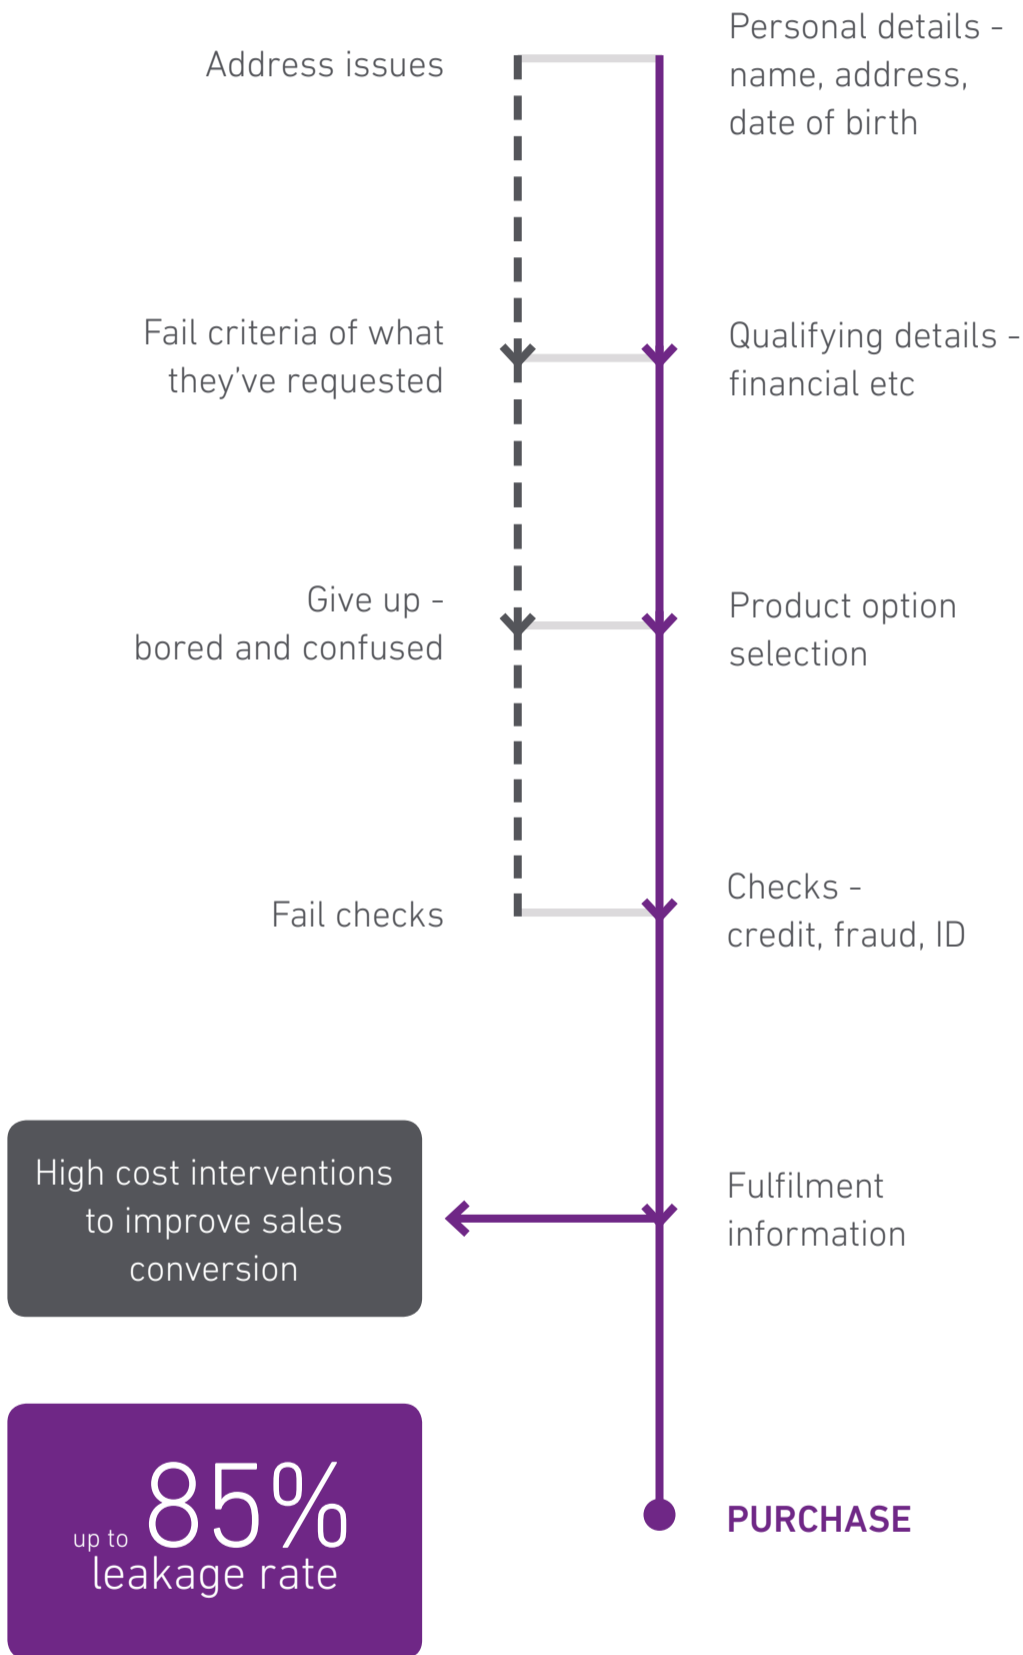 Address issues
Personal details -
name, address,
date of birth
Fail criteria of what
they've requested
Qualifying details -
financial etc
Give up -
bored and confused
Product option
selection
Fail checks
Checks -
credit, fraud, ID
High cost interventions
to improve sales
conversion
Fulfilment
information
up to 85%
leakage rate
PURCHASE